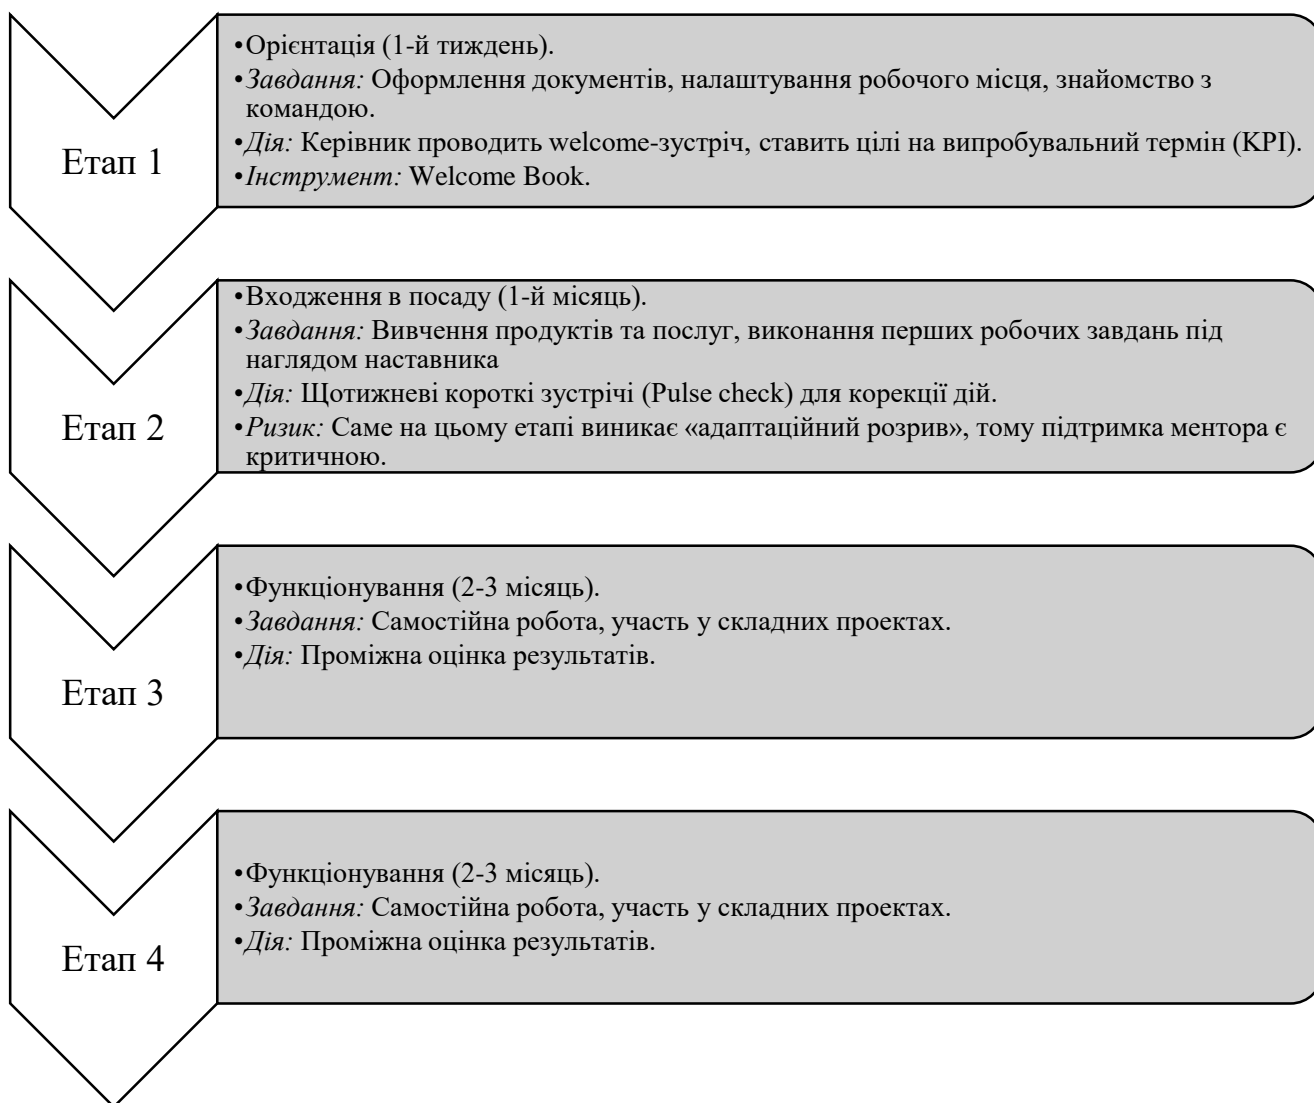 Етап 1
•Орієнтація (1-й тиждень).
•Завдання: Оформлення документів, налаштування робочого місця, знайомство з
командою.
•Дія: Керівник проводить welcome-зустріч, ставить цілі на випробувальний термін (KPI).
•Інструмент: Welcome Book.
Етап 2
•Входження в посаду (1-й місяць).
•Завдання: Вивчення продуктів та послуг, виконання перших робочих завдань під
наглядом наставника
•Дія: Щотижневі короткі зустрічі (Pulse check) для корекції дій.
•Ризик: Саме на цьому етапі виникає «адаптаційний розрив», тому підтримка ментора є
критичною.
Етап 3
•Функціонування (2-3 місяць).
•Завдання: Самостійна робота, участь у складних проектах.
•Дія: Проміжна оцінка результатів.
Етап 4
•Функціонування (2-3 місяць).
•Завдання: Самостійна робота, участь у складних проектах.
•Дія: Проміжна оцінка результатів.